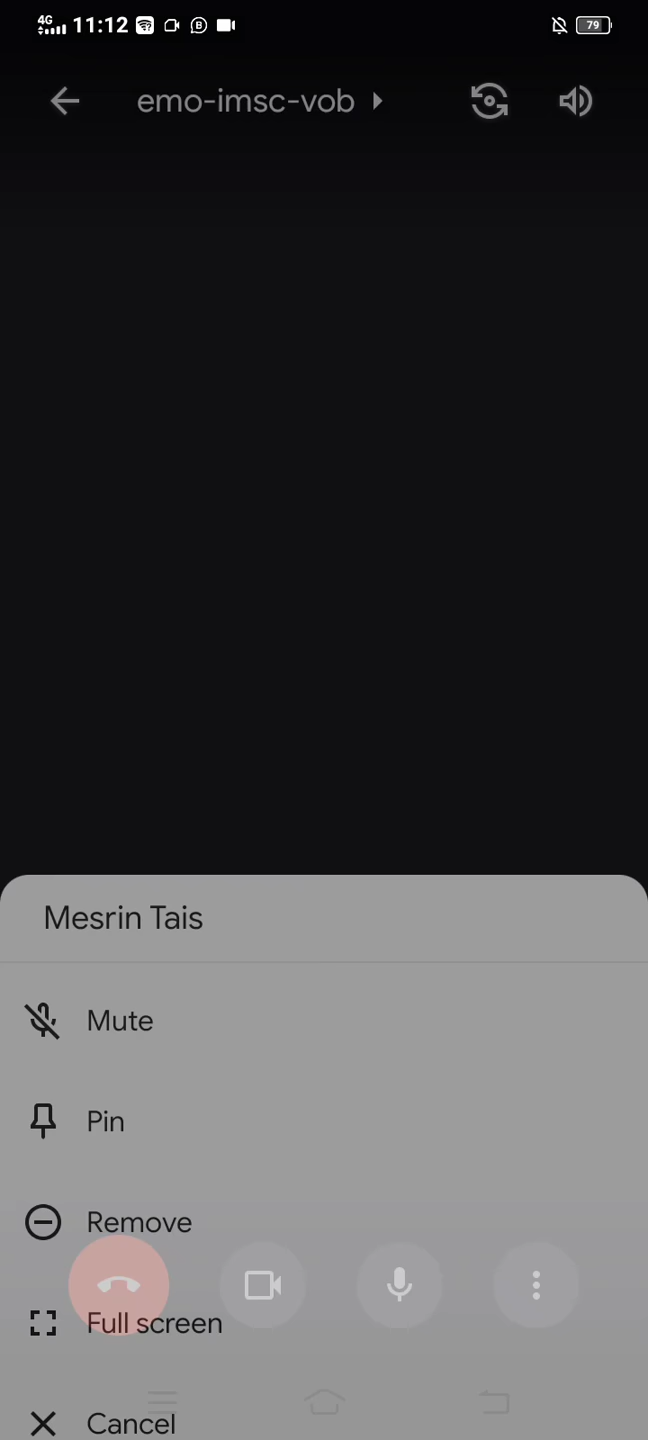 4G 11:12 B 79
emo-imsc-vob
Mesrin Tais
Mute
Pin
Remove
Full screen
Cancel